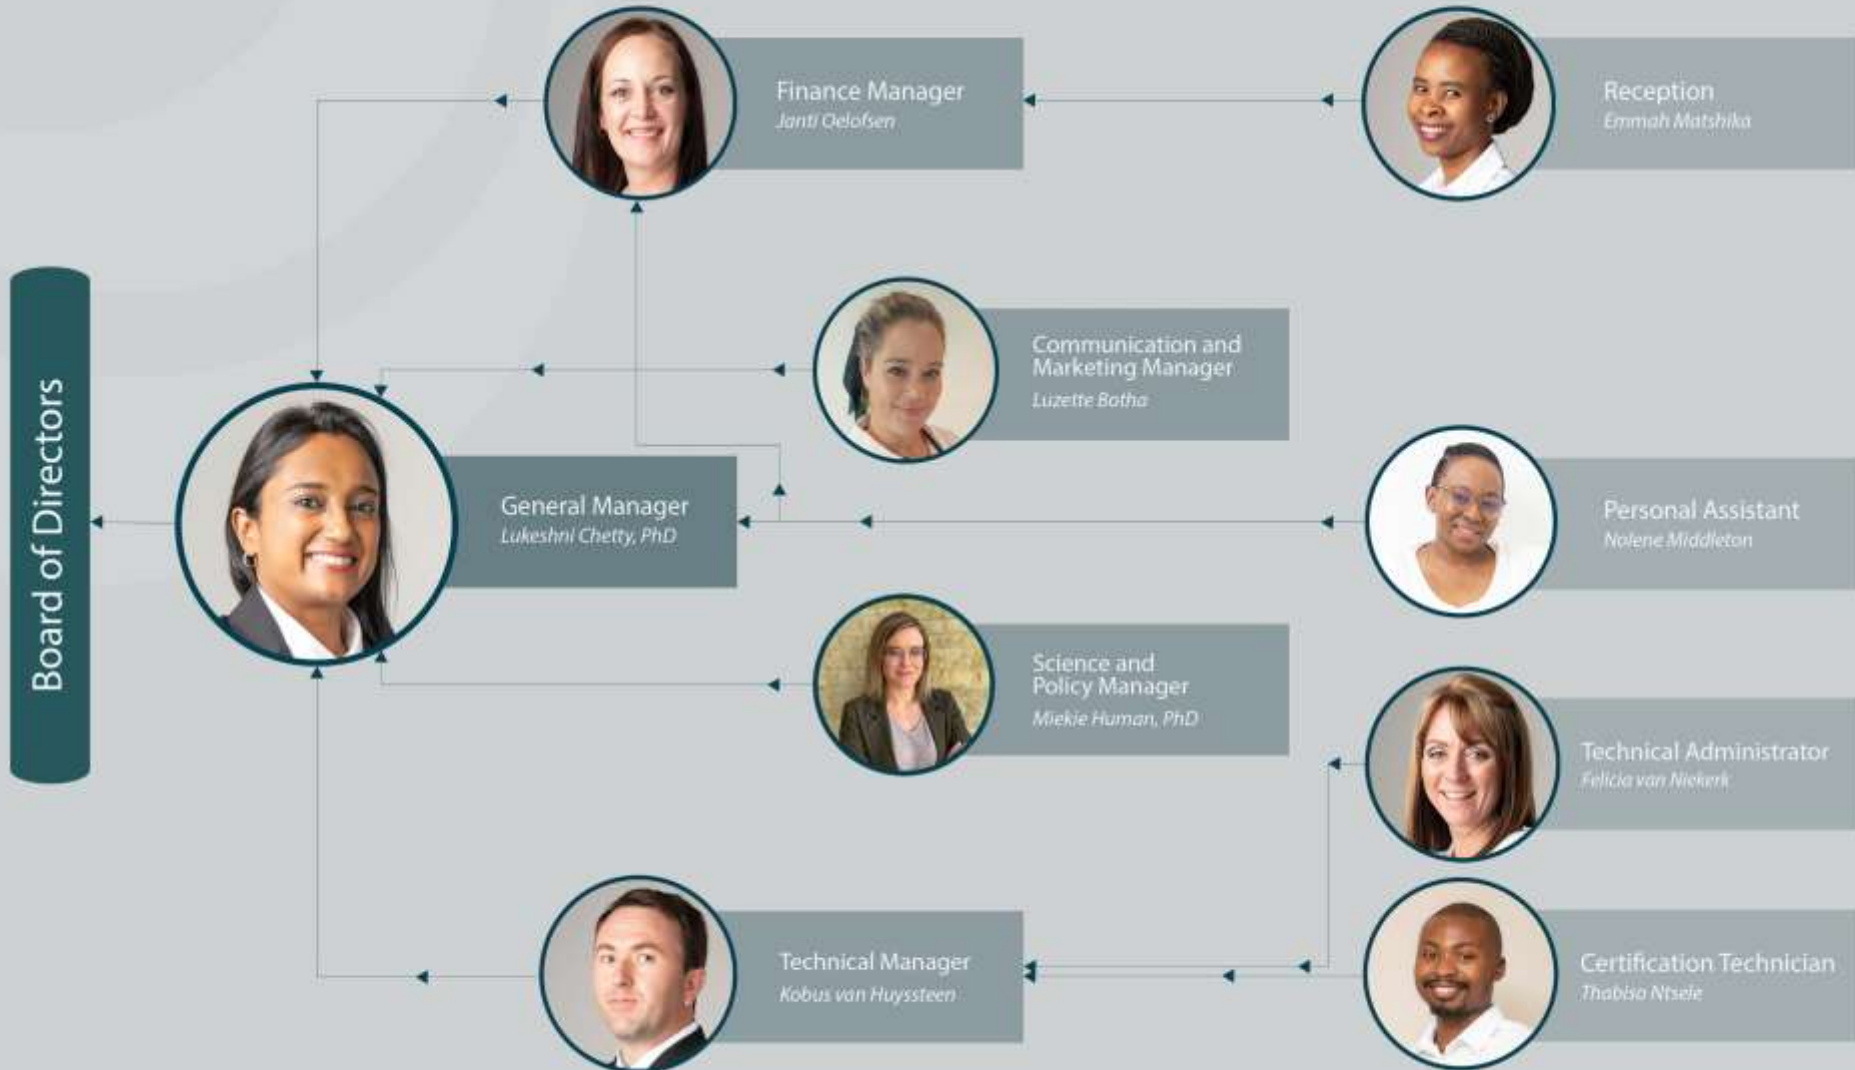 Board of Directors
Finance Manager
Janti Oelofsen
Reception
Emmah Matshika
Communication and
Marketing Manager
Luzette Botha
General Manager
Lukeshni Chetty, PhD
Personal Assistant
Nolene Middleton
Science and
Policy Manager
Miekie Human, PhD
Technical Administrator
Felicia van Niekerk
Technical Manager
Kobus van Huyssteen
Certification Technician
Thabiso Ntsele